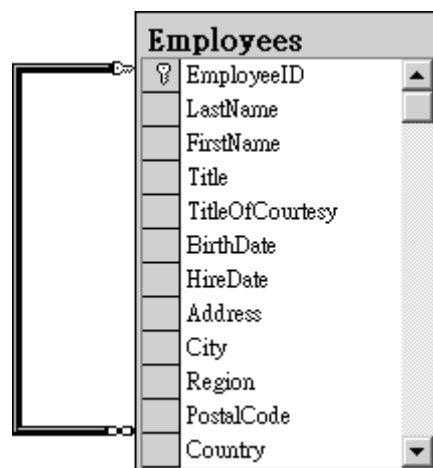 Employees
EmployeeID
LastName
FirstName
Title
TitleOfCourtesy
BirthDate
HireDate
Address
City
Region
PostalCode
Country